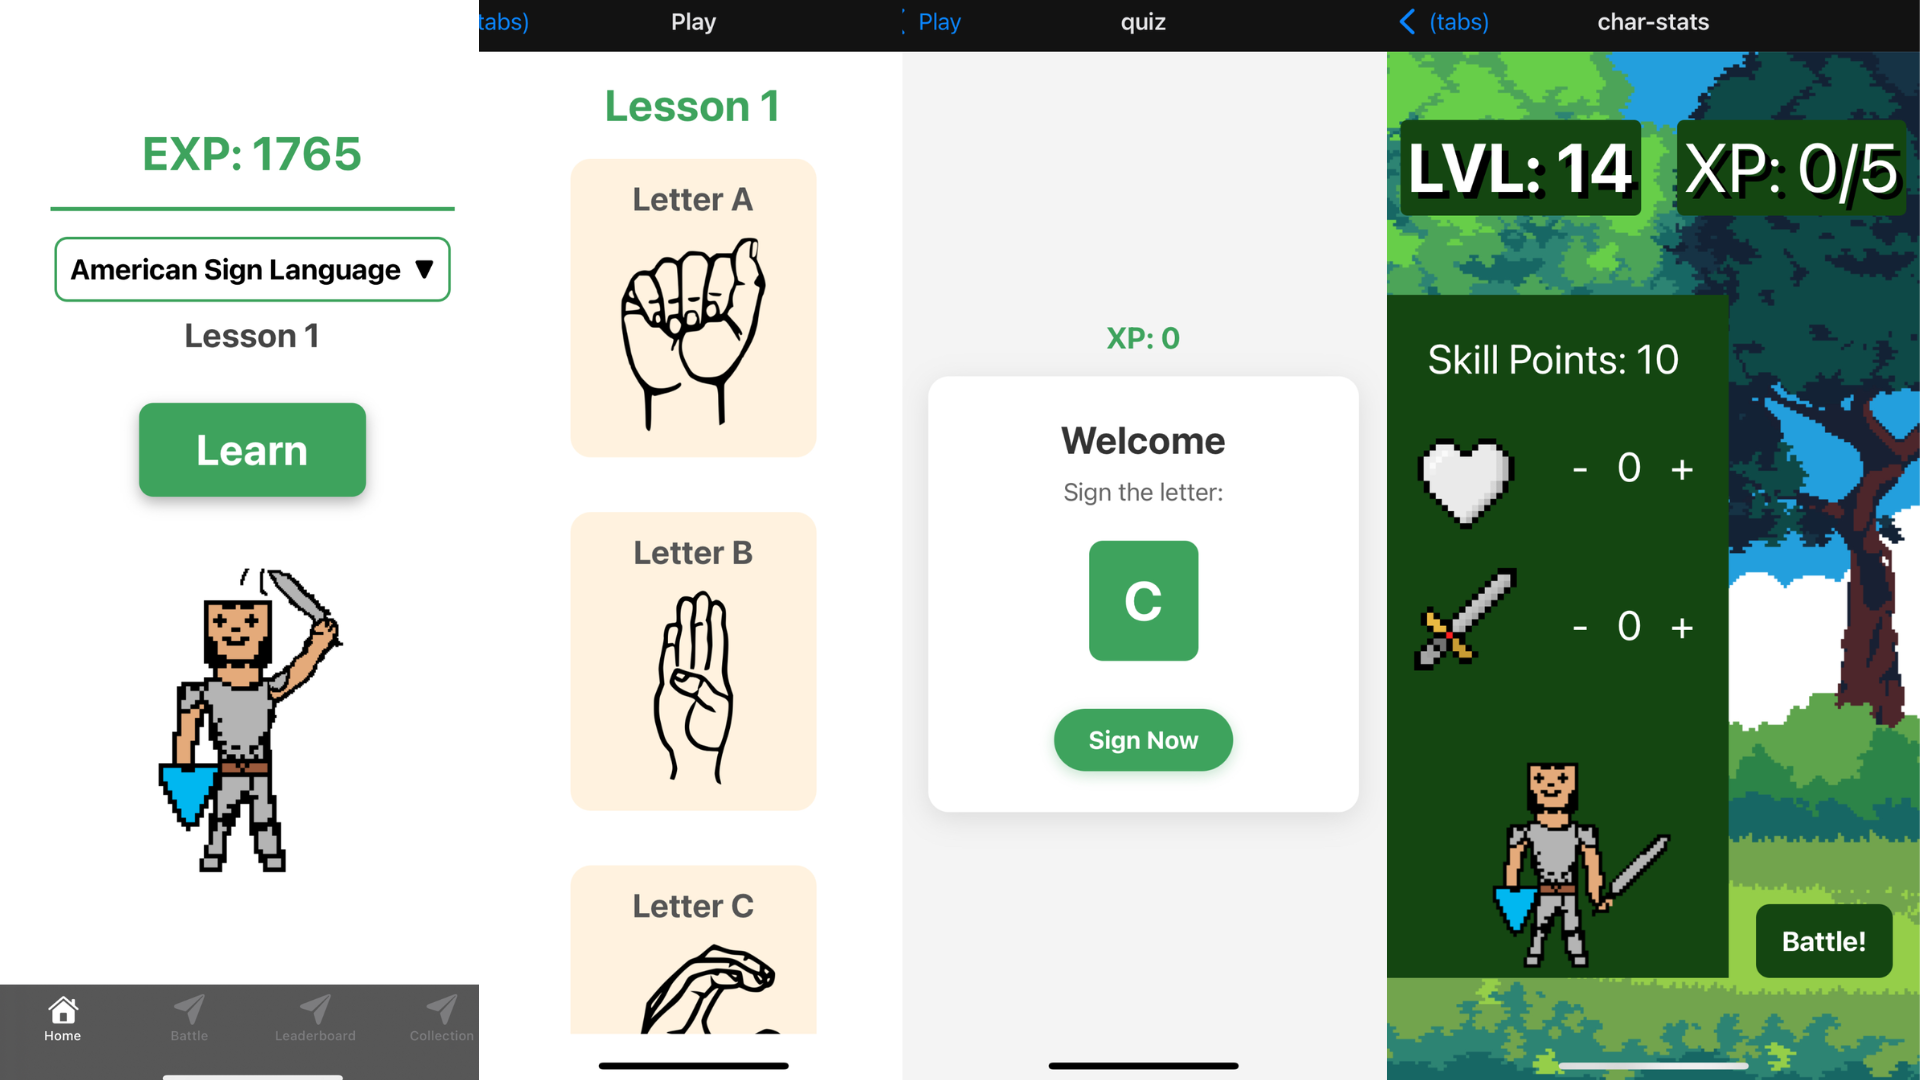 EXP: 1765
American Sign Language ▼
Lesson 1
Learn
Home
Battle
Leaderboard
Collection
tabs)
Play
Lesson 1
Letter A
Letter B
Letter C
Play
quiz
XP: 0
Welcome
Sign the letter:
C
Sign Now
(tabs)
char-stats
LVL: 14
XP: 0/5
Skill Points: 10
- 0 +
- 0 +
Battle!